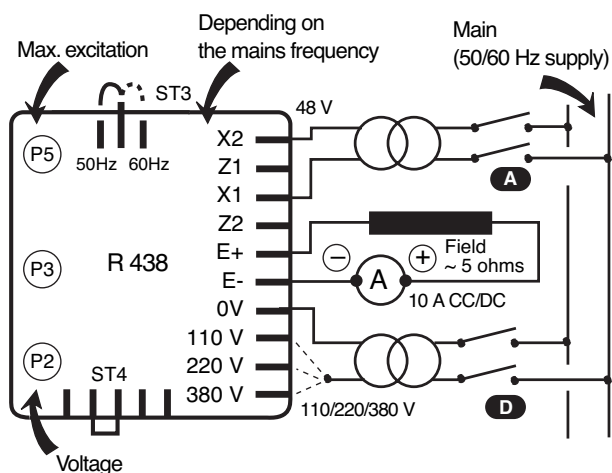 Max. excitation
Depending on
the mains frequency
Main
(50/60 Hz supply)
ST3
48 V
P5
50Hz
60Hz
X2
Z1
X1
A
Z2
E+
Field
~ 5 ohms
P3
R 438
E-
A
10 A CC/DC
0V
110 V
P2
ST4
220 V
380 V
110/220/380 V
D
Voltage